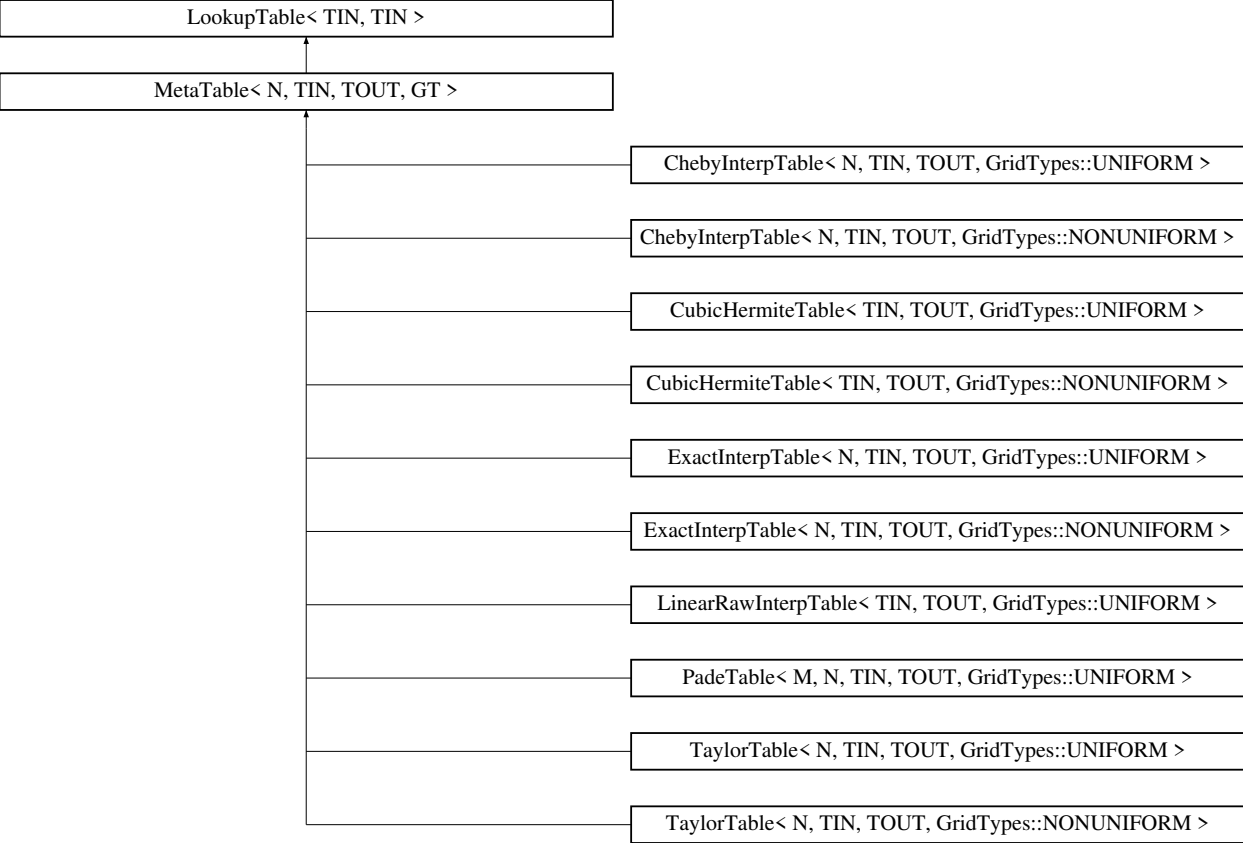 LookupTable< TIN, TIN >
MetaTable< N, TIN, TOUT, GT >
ChebyInterpTable< N, TIN, TOUT, GridTypes::UNIFORM >
ChebyInterpTable< N, TIN, TOUT, GridTypes::NONUNIFORM >
CubicHermiteTable< TIN, TOUT, GridTypes::UNIFORM >
CubicHermiteTable< TIN, TOUT, GridTypes::NONUNIFORM >
ExactInterpTable< N, TIN, TOUT, GridTypes::UNIFORM >
ExactInterpTable< N, TIN, TOUT, GridTypes::NONUNIFORM >
LinearRawInterpTable< TIN, TOUT, GridTypes::UNIFORM >
PadeTable< M, N, TIN, TOUT, GridTypes::UNIFORM >
TaylorTable< N, TIN, TOUT, GridTypes::UNIFORM >
TaylorTable< N, TIN, TOUT, GridTypes::NONUNIFORM >